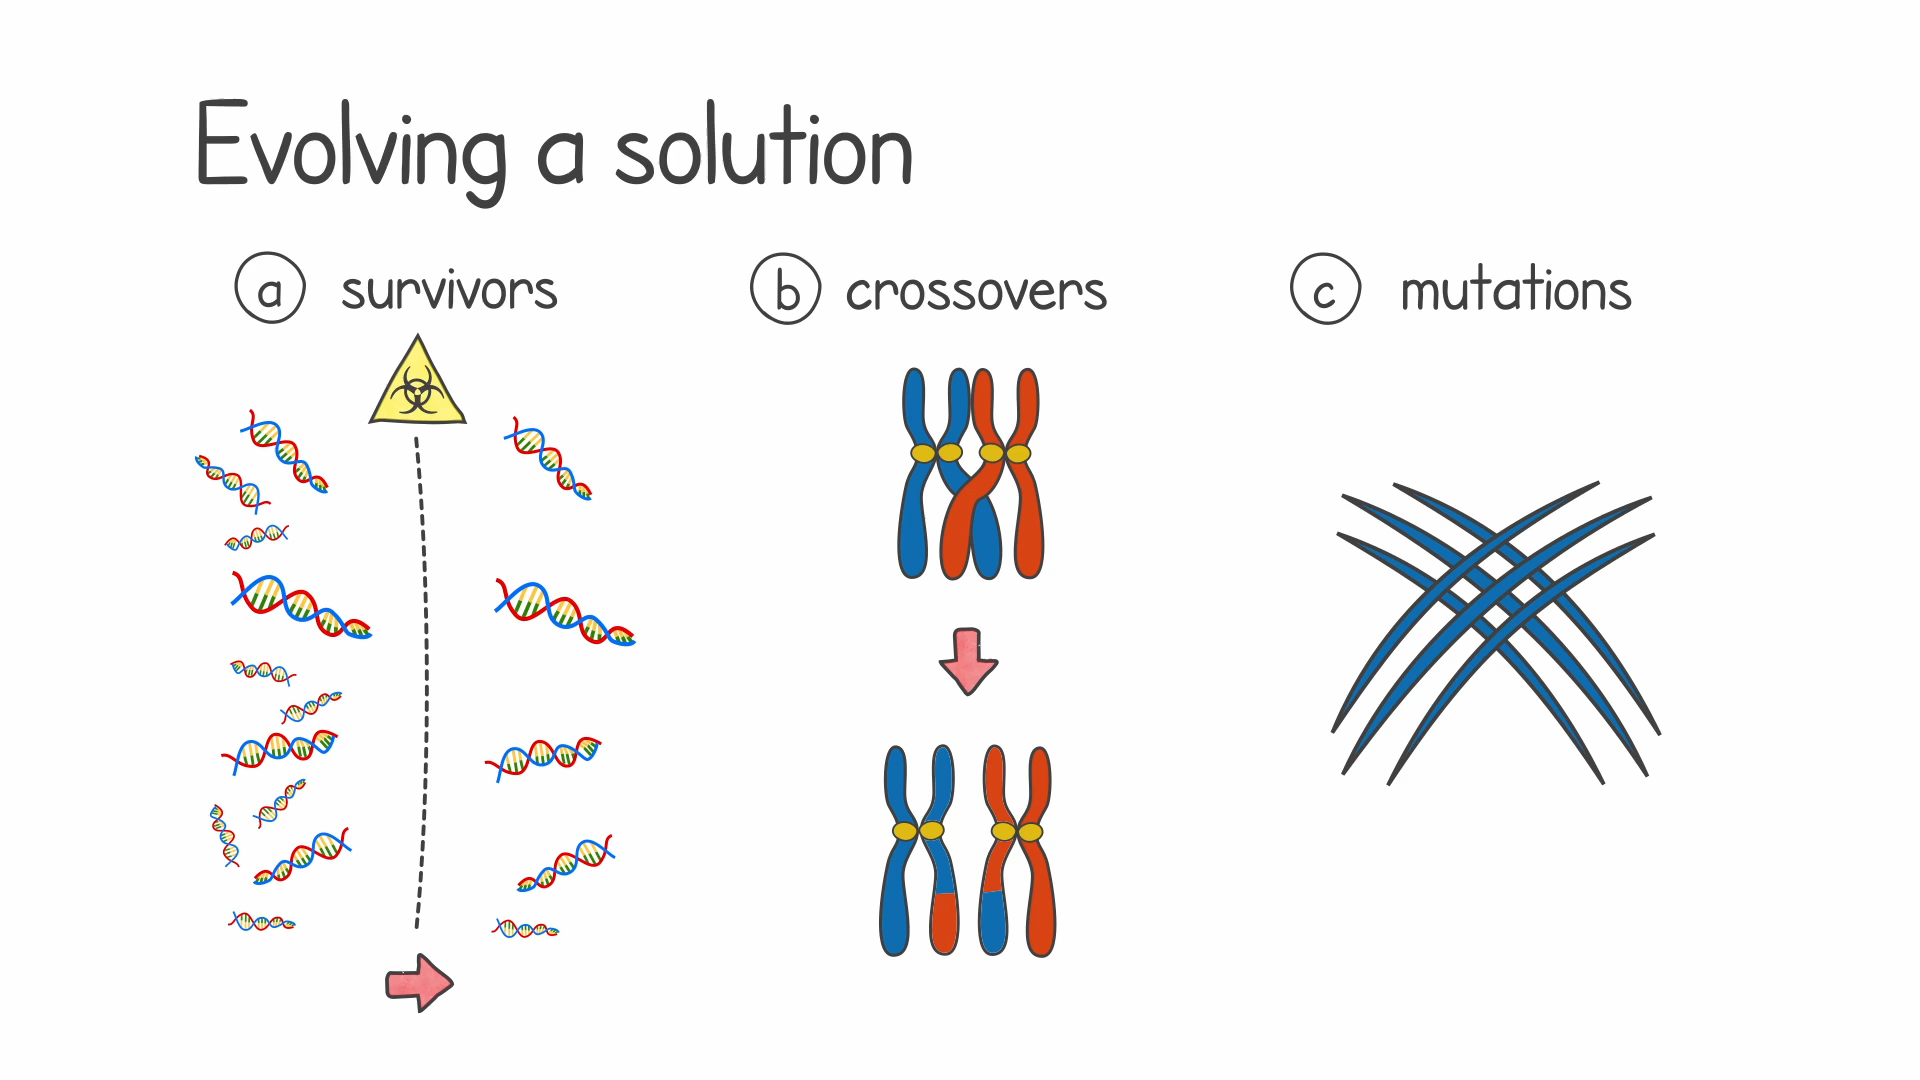 Evolving a solution
a survivors
b crossovers
c mutations